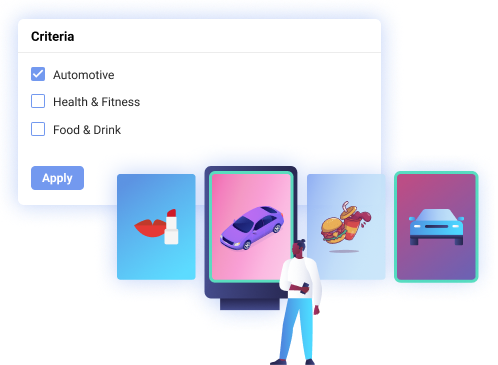 Criteria
Automotive
Health & Fitness
Food & Drink
Apply